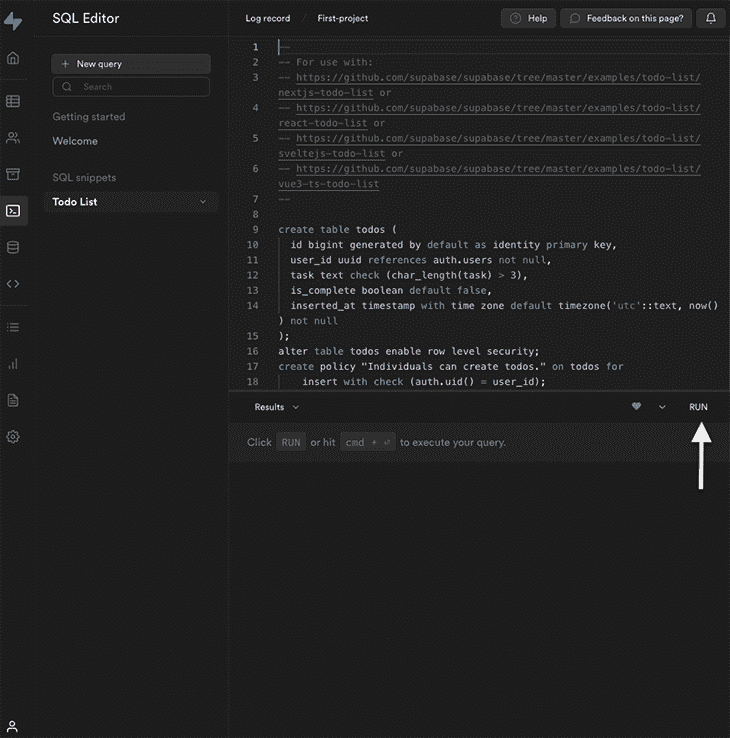 SQL Editor
Log record / First-project
Help
Feedback on this page?
+ New query
Search
Getting started
Welcome
SQL snippets
Todo List
1 --
2 -- For use with:
3 -- https://github.com/supabase/supabase/tree/master/examples/todo-list/
nextjs-todo-list or
4 -- https://github.com/supabase/supabase/tree/master/examples/todo-list/
react-todo-list or
5 -- https://github.com/supabase/supabase/tree/master/examples/todo-list/
sveltejs-todo-list or
6 -- https://github.com/supabase/supabase/tree/master/examples/todo-list/
vue3-ts-todo-list
7 --
8
9 create table todos (
10 id bigint generated by default as identity primary key,
11 user_id uuid references auth.users not null,
12 task text check (char_length(task) > 3),
13 is_complete boolean default false,
14 inserted_at timestamp with time zone default timezone('utc'::text, now()
) not null
15 );
16 alter table todos enable row level security;
17 create policy "Individuals can create todos." on todos for
18 insert with check (auth.uid() = user_id);
Results
RUN
Click RUN or hit cmd + ⏎ to execute your query.